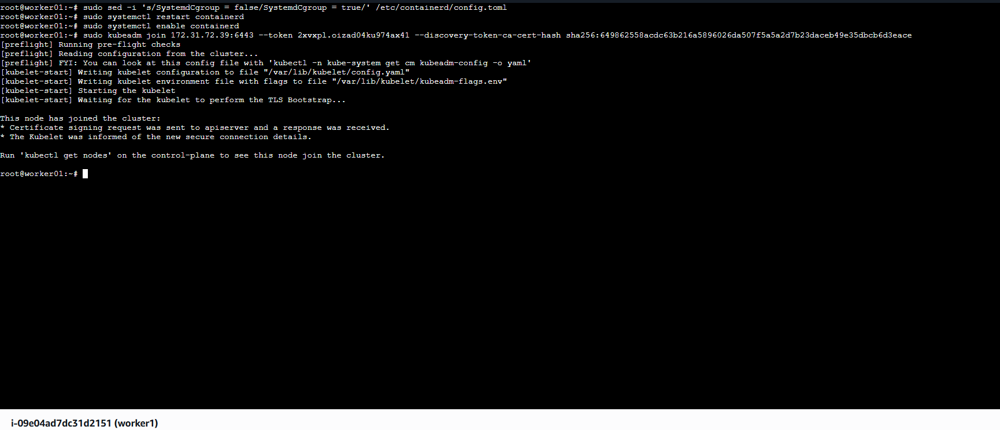 root@worker01:~# sudo sed -i 's/SystemdCgroup = false/SystemdCgroup = true/' /etc/containerd/config.toml
root@worker01:~# sudo systemctl restart containerd
root@worker01:~# sudo systemctl enable containerd
root@worker01:~# sudo kubeadm join 172.31.72.39:6443 --token 2xvxpl.oizad04ku974ax41 --discovery-token-ca-cert-hash sha256:649862558acdc63b216a5896026da507f5a5a2d7b23daceb49e35dbcb6d3eace
[preflight] Running pre-flight checks
[preflight] Reading configuration from the cluster...
[preflight] FYI: You can look at this config file with 'kubectl -n kube-system get cm kubeadm-config -o yaml'
[kubelet-start] Writing kubelet configuration to file "/var/lib/kubelet/config.yaml"
[kubelet-start] Writing kubelet environment file with flags to file "/var/lib/kubelet/kubeadm-flags.env"
[kubelet-start] Starting the kubelet
[kubelet-start] Waiting for the kubelet to perform the TLS Bootstrap...
This node has joined the cluster:
* Certificate signing request was sent to apiserver and a response was received.
* The Kubelet was informed of the new secure connection details.
Run 'kubectl get nodes' on the control-plane to see this node join the cluster.
root@worker01:~#
i-09e04ad7dc31d2151 (worker1)